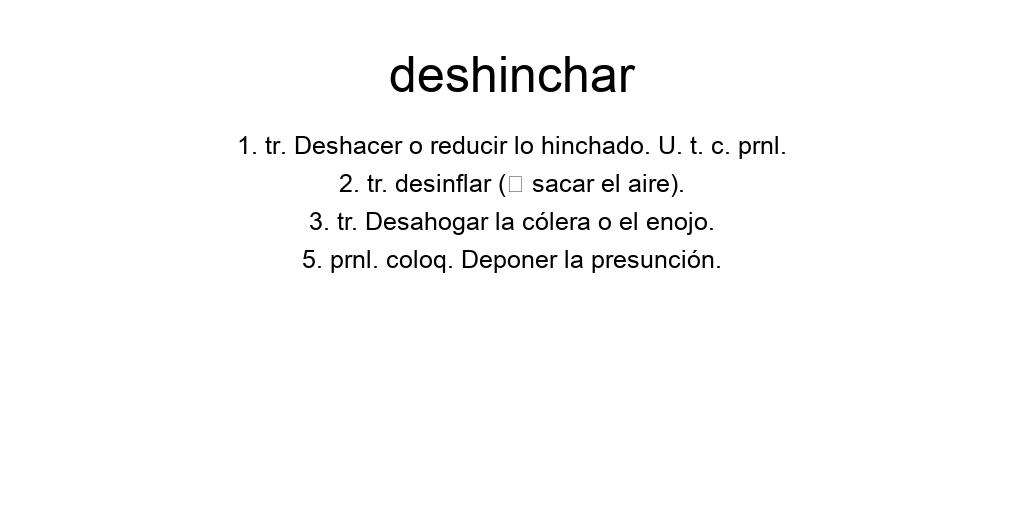 deshinchar
1. tr. Deshacer o reducir lo hinchado. U. t. c. prnl.
2. tr. desinflar (□ sacar el aire).
3. tr. Desahogar la cólera o el enojo.
5. prnl. coloq. Deponer la presunción.